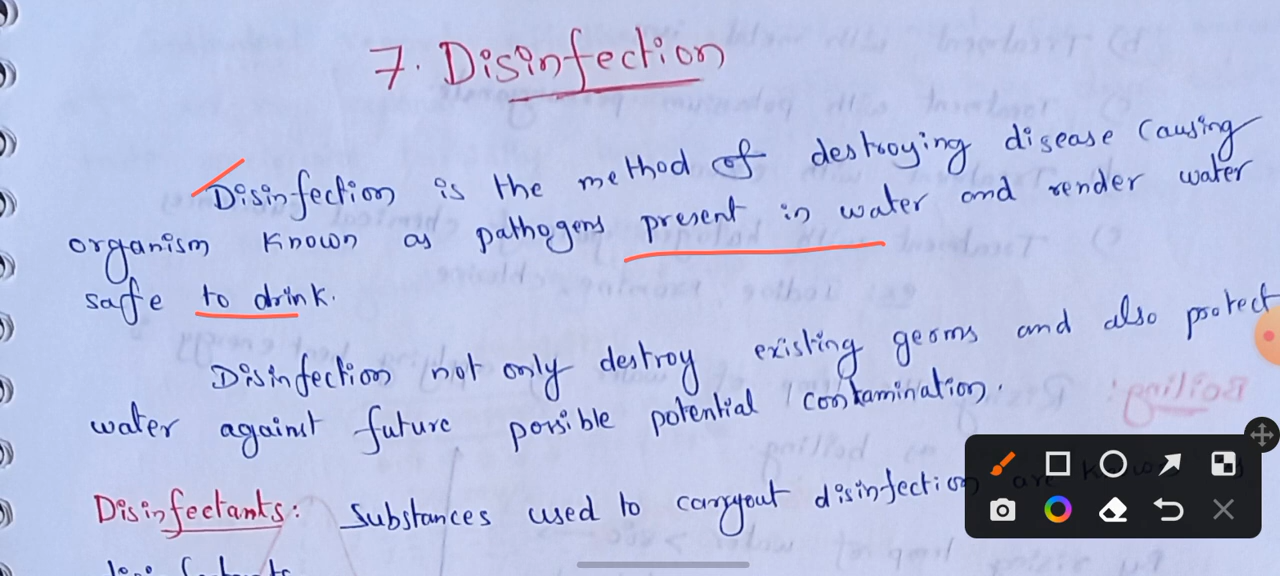 7. Disinfection
Disinfection is the method of destroying disease causing
organism known as pathogens present in water and render water
safe to drink.
Disinfection not only destroy existing germs and also protect
water against future possible potential contamination.
Disinfectants: Substances used to carryout disinfection are